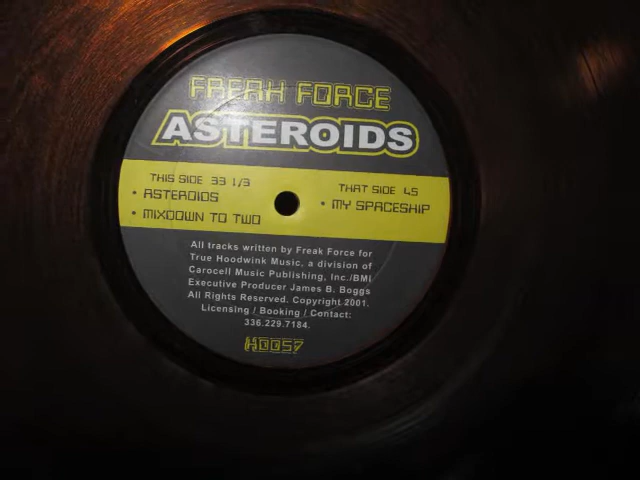 FREAK FORCE
ASTEROIDS
THIS SIDE 33 1/3
• ASTEROIDS
• MIXDOWN TO TWO
THAT SIDE 45
• MY SPACESHIP
All tracks written by Freak Force for
True Hoodwink Music, a division of
Carocell Music Publishing, Inc./BMI
Executive Producer James B. Boggs
All Rights Reserved. Copyright 2001.
Licensing / Booking / Contact:
336.229.7184.
H0057